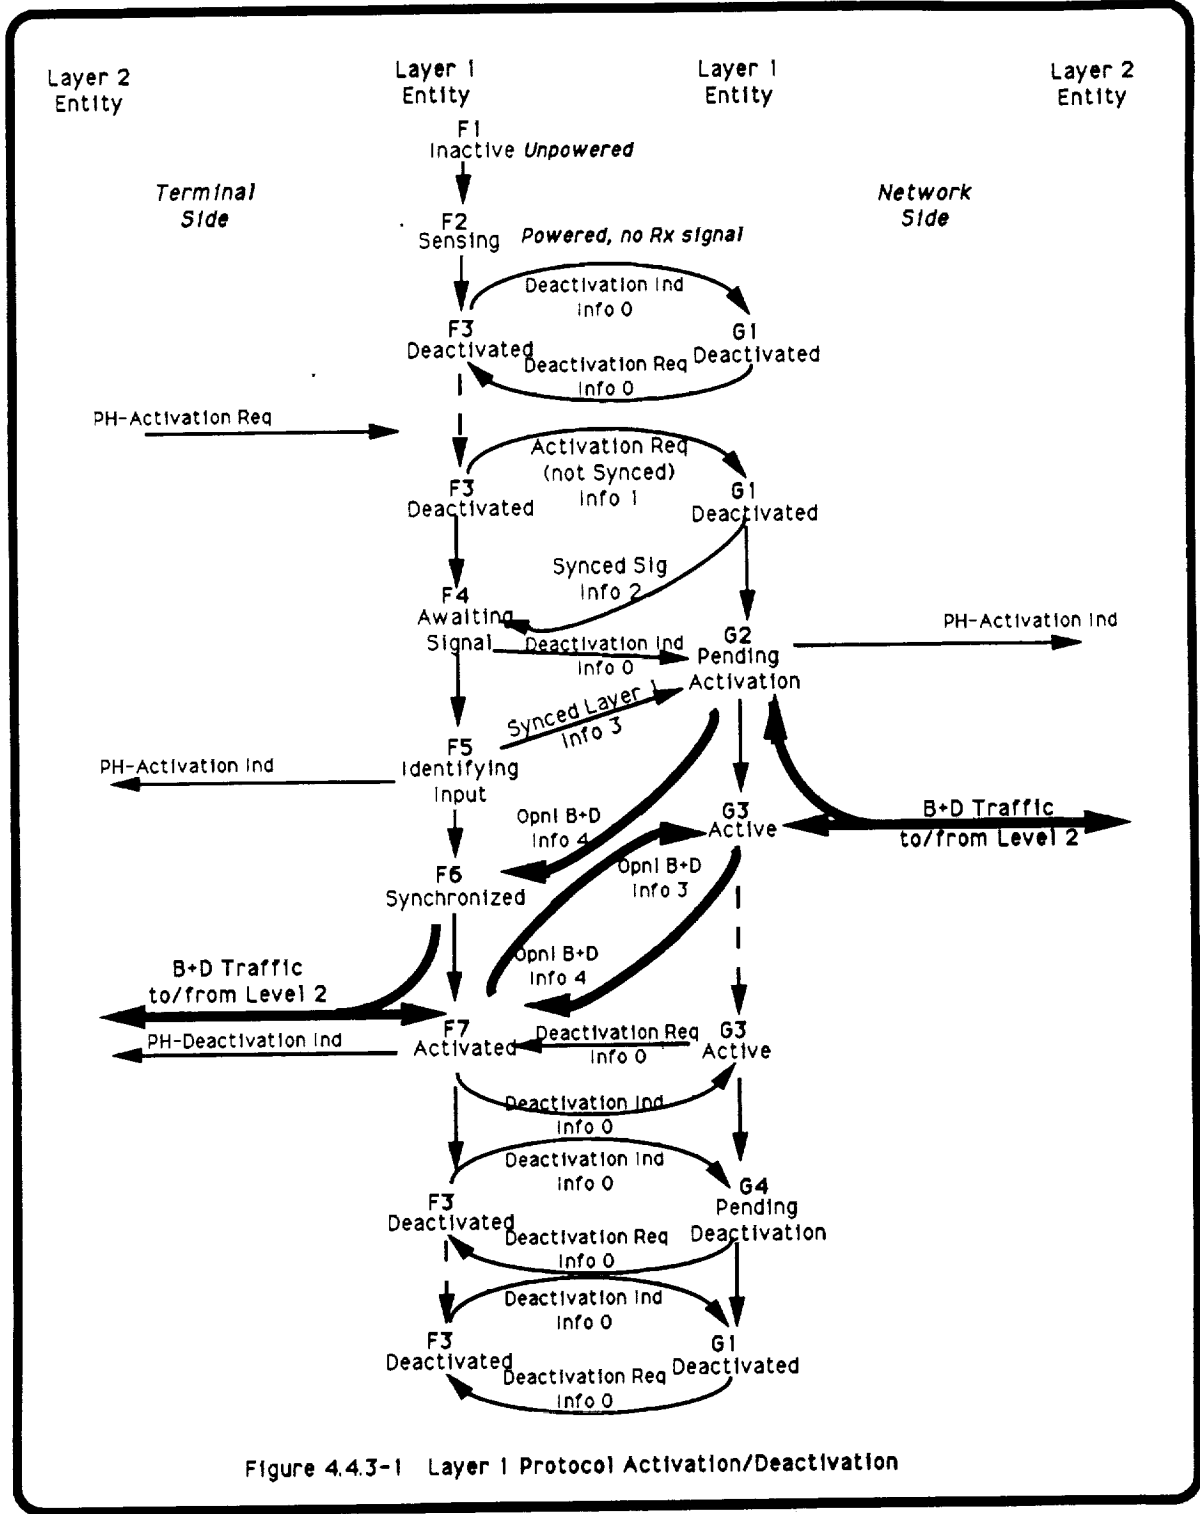 Layer 2
Entity
Layer 1
Entity
Layer 1
Entity
Layer 2
Entity
F1
Inactive Unpowered
Terminal
Side
Network
Side
F2
Sensing
Powered, no Rx signal
Deactivation Ind
Info 0
F3
Deactivated
G1
Deactivated
Deactivation Req
Info 0
PH-Activation Req
Activation Req
(not Synced)
Info 1
F3
Deactivated
G1
Deactivated
Synced Sig
Info 2
F4
Awaiting
Signal
Deactivation Ind
Info 0
G2
Pending
Activation
PH-Activation Ind
Synced Layer 1
Info 3
F5
Identifying
Input
PH-Activation Ind
Opnl B+D
Info 4
G3
Active
B+D Traffic
to/from Level 2
Opnl B+D
Info 3
F6
Synchronized
Opnl B+D
Info 4
B+D Traffic
to/from Level 2
PH-Deactivation Ind
F7
Activated
Deactivation Req
Info 0
G3
Active
Deactivation Ind
Info 0
Deactivation Ind
Info 0
F3
Deactivated
G4
Pending
Deactivation
Deactivation Req
Info 0
Deactivation Ind
Info 0
F3
Deactivated
G1
Deactivated
Deactivation Req
Info 0
Figure 4.4.3-1 Layer 1 Protocol Activation/Deactivation